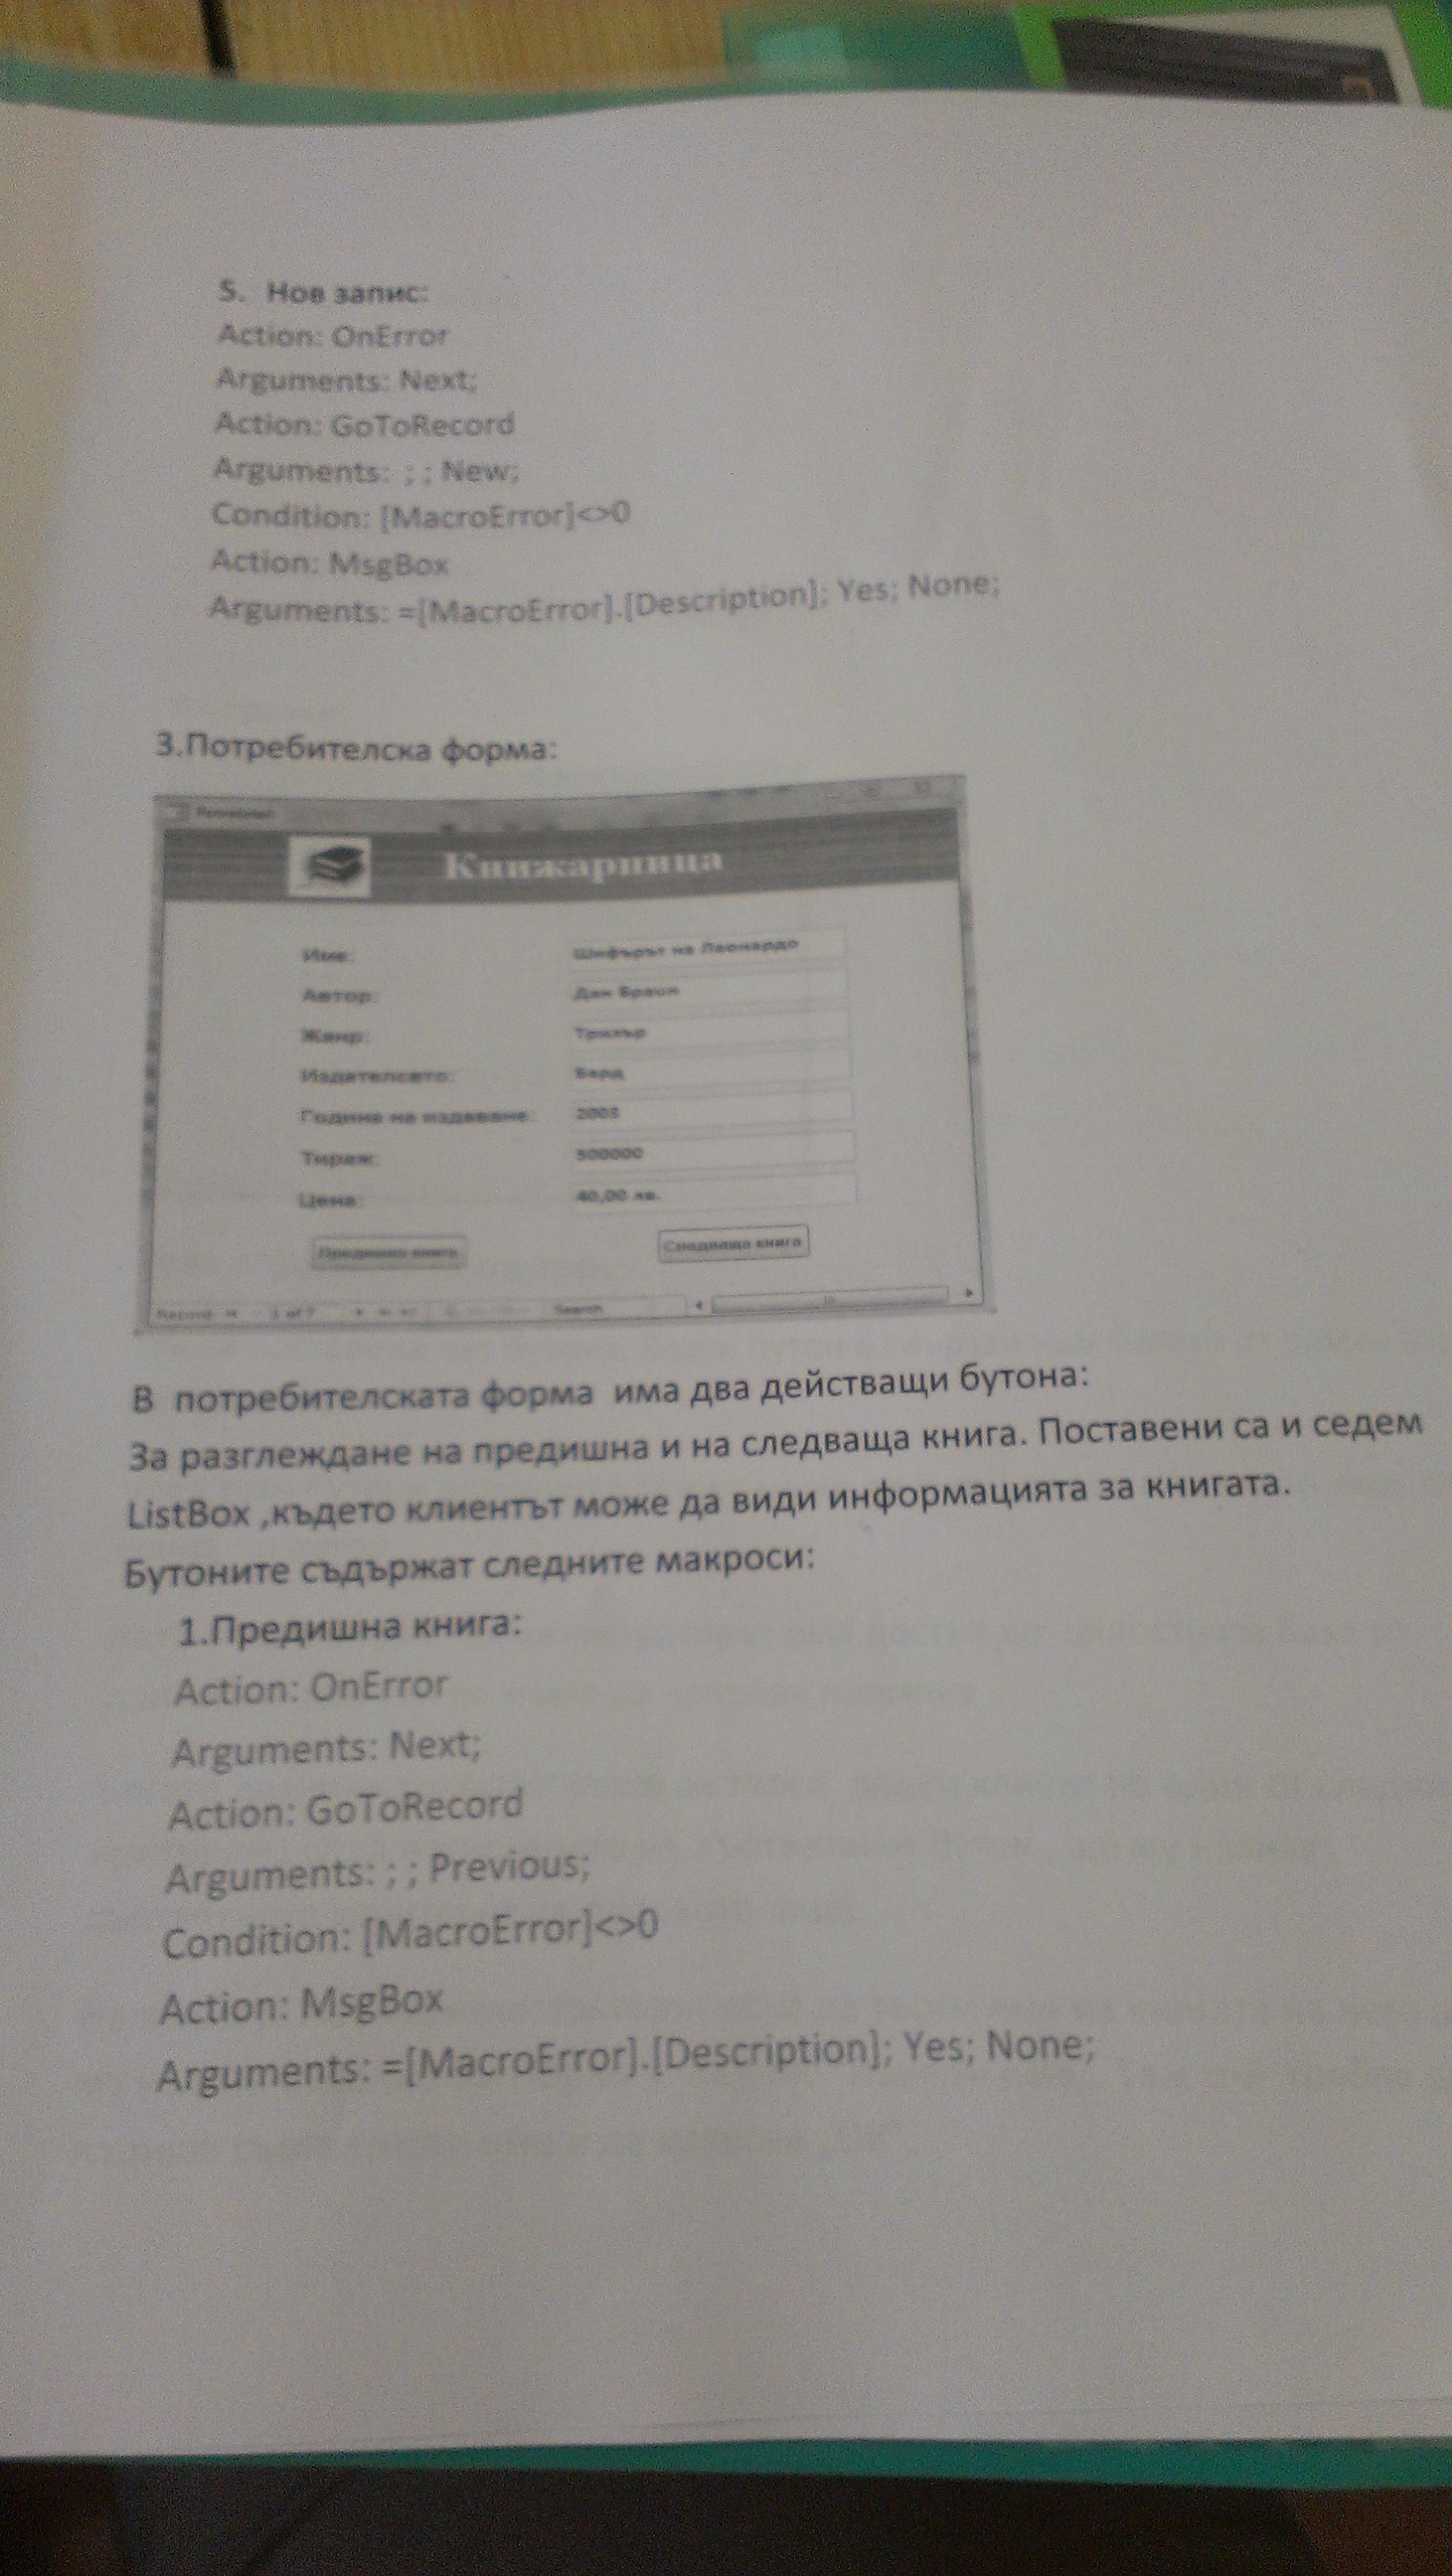 5. Нов запис:
Action: OnError
Arguments: Next;
Action: GoToRecord
Arguments: ; ; New;
Condition: [MacroError]<>0
Action: MsgBox
Arguments: =[MacroError].[Description]; Yes; None;
3.Потребителска форма:
Книжарница
Име: Шифърът на Леонардо
Автор: Дан Браун
Жанр: Трилър
Издателсвто: Бард
Година на издаване: 2008
Тираж: 500000
Цена: 40,00 лв.
Предишна книга Следваща книга
Record: 1 of 7 Search
В потребителската форма има два действащи бутона:
За разглеждане на предишна и на следваща книга. Поставени са и седем
ListBox ,където клиентът може да види информацията за книгата.
Бутоните съдържат следните макроси:
1.Предишна книга:
Action: OnError
Arguments: Next;
Action: GoToRecord
Arguments: ; ; Previous;
Condition: [MacroError]<>0
Action: MsgBox
Arguments: =[MacroError].[Description]; Yes; None;